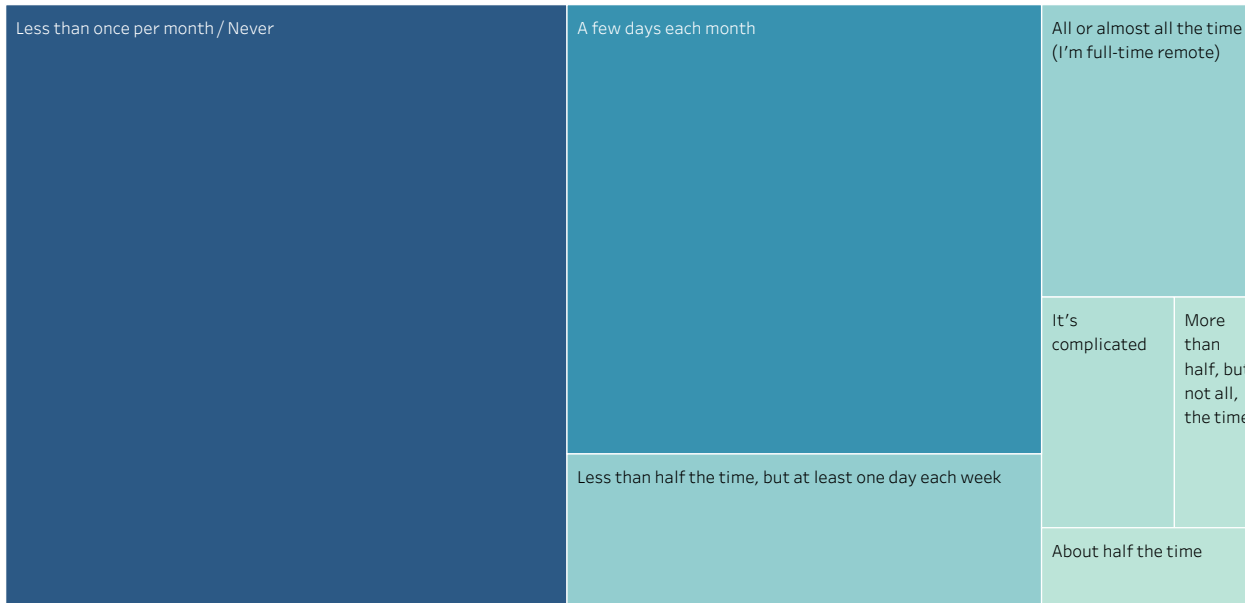 Less than once per month / Never
A few days each month
All or almost all the time
(I'm full-time remote)
It's
complicated
More
than
half, but
not all,
the time
Less than half the time, but at least one day each week
About half the time